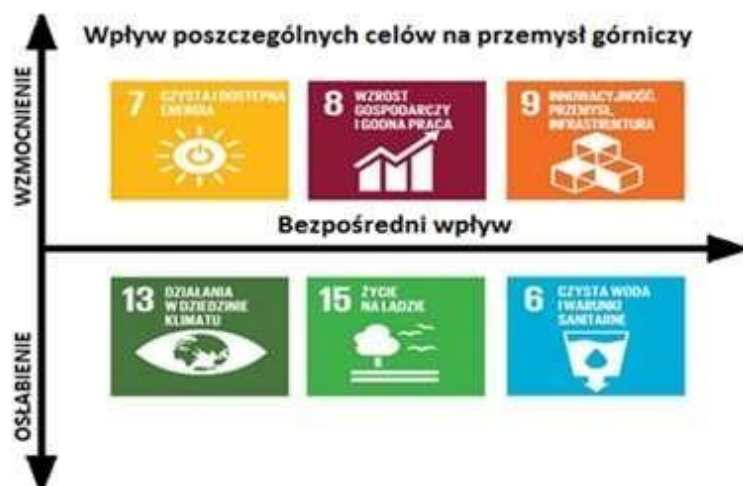 Wpływ poszczególnych celów na przemysł górniczy
WZMOCNIENIE
7 CZYSTA I DOSTĘPNA
ENERGIA
8 WZROST
GOSPODARCZY
I GODNA PRACA
9 INNOWACYJNOŚĆ,
PRZEMYSŁ,
INFRASTRUKTURA
Bezpośredni wpływ
OSŁABIENIE
13 DZIAŁANIA
W DZIEDZINIE
KLIMATU
15 ŻYCIE
NA LĄDZIE
6 CZYSTA WODA
I WARUNKI
SANITARNE